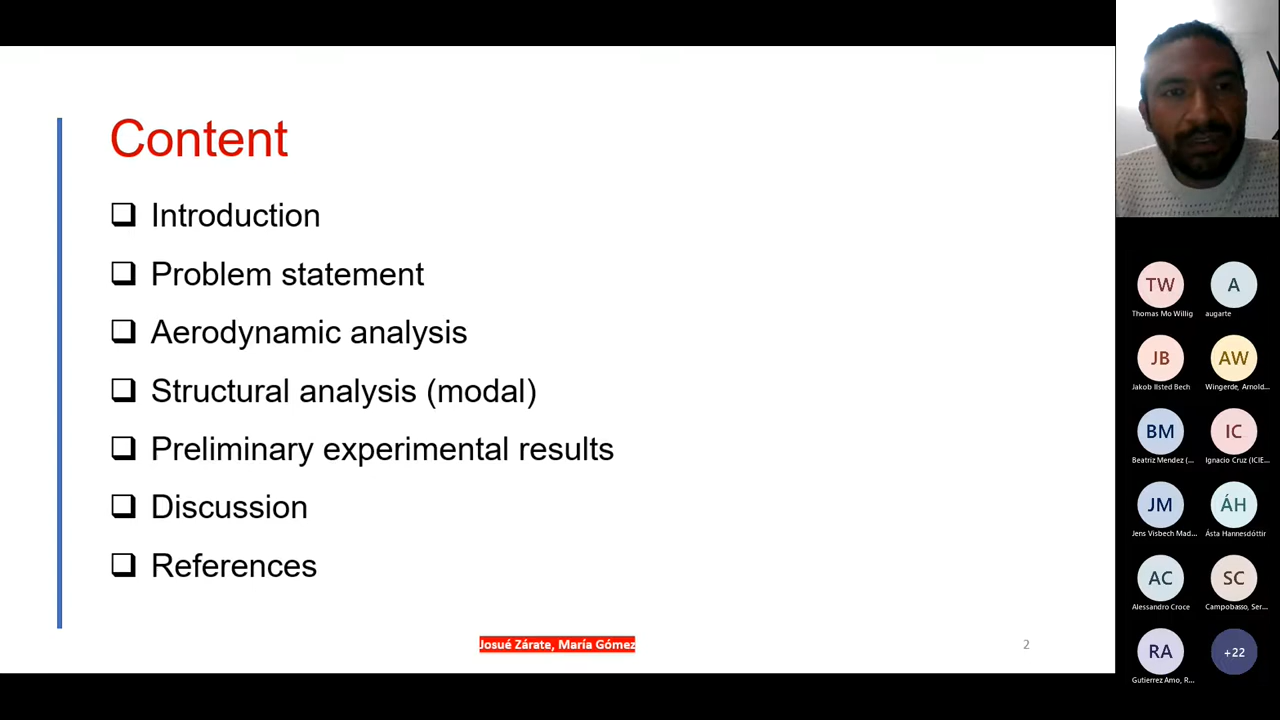 Content
Introduction
Problem statement
Aerodynamic analysis
Structural analysis (modal)
Preliminary experimental results
Discussion
References
Josué Zárate, María Gómez
2
TW
A
Thomas Mo Willig
augarte
JB
AW
Jakob Ilsted Bech
Wingerde, Arnold...
BM
IC
Beatriz Mendez (...
Ignacio Cruz (ICIE...
JM
ÁH
Jens Visbech Mad...
Ásta Hannesdóttir
AC
SC
Alessandro Croce
Campobasso, Ser...
RA
+22
Gutierrez Amo, R...